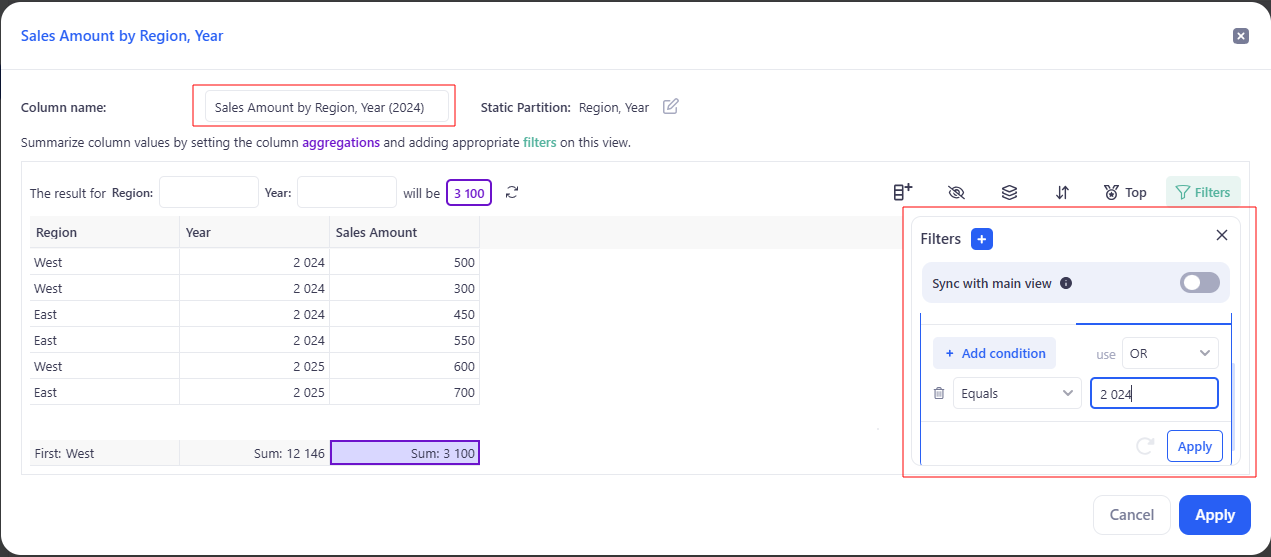 Sales Amount by Region, Year
Column name: Sales Amount by Region, Year (2024) Static Partition: Region, Year
Summarize column values by setting the column aggregations and adding appropriate filters on this view.
The result for Region: Year: will be 3 100 Top Filters
Region Year Sales Amount
West 2 024 500
West 2 024 300
East 2 024 450
East 2 024 550
West 2 025 600
East 2 025 700
First: West Sum: 12 146 Sum: 3 100
Filters +
Sync with main view
+ Add condition use OR
Equals 2 024
Apply
Cancel Apply